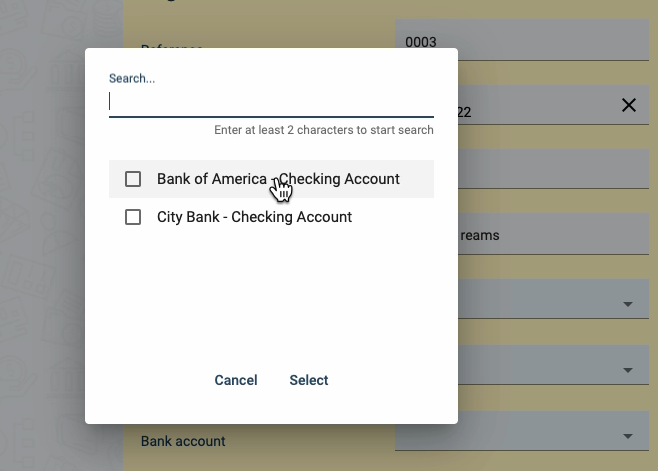 0003
Search...
22
Enter at least 2 characters to start search
Bank of America - Checking Account
City Bank - Checking Account
reams
Cancel Select
Bank account